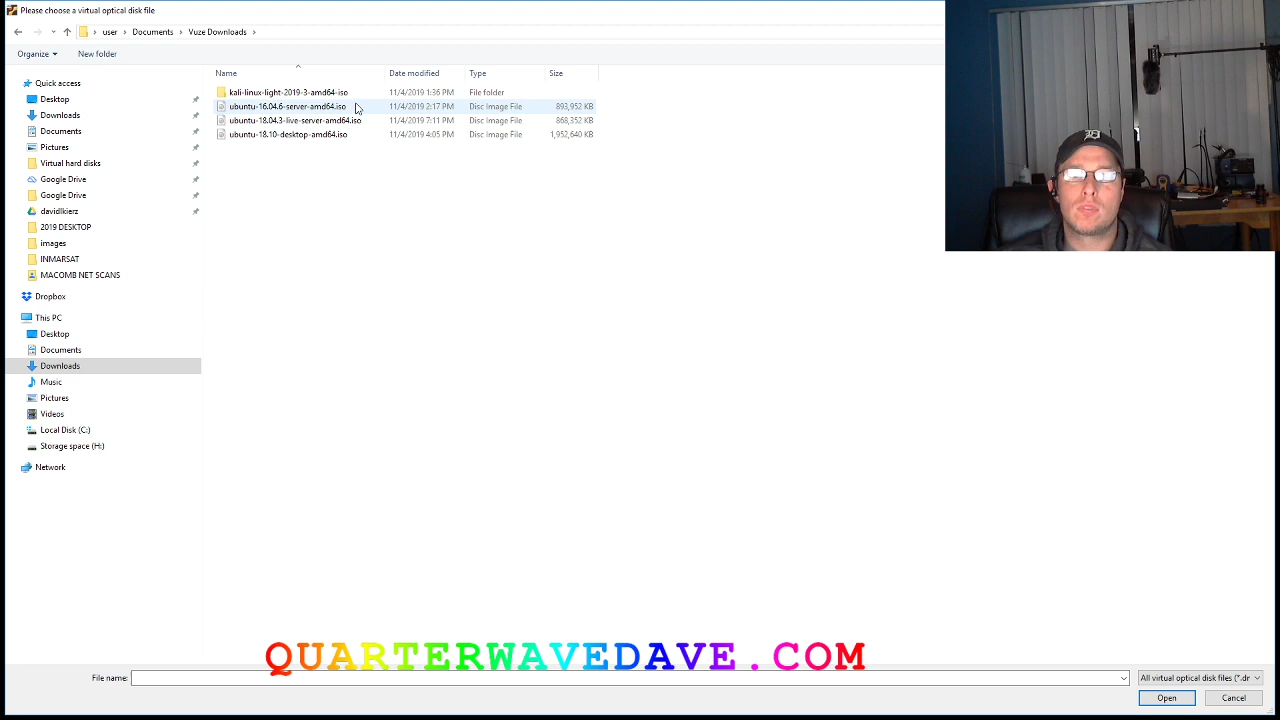 Please choose a virtual optical disk file
user > Documents > Vuze Downloads >
Organize
New folder
Name
Date modified
Type
Size
kali-linux-light-2019-3-amd64-iso 11/4/2019 1:36 PM File folder
ubuntu-16.04.6-server-amd64.iso 11/4/2019 2:17 PM Disc Image File 893,952 KB
ubuntu-18.04.3-live-server-amd64.iso 11/4/2019 7:11 PM Disc Image File 868,352 KB
ubuntu-18.10-desktop-amd64.iso 11/4/2019 4:05 PM Disc Image File 1,952,640 KB
Quick access
Desktop
Downloads
Documents
Pictures
Virtual hard disks
Google Drive
Google Drive
davidlkierz
2019 DESKTOP
images
INMARSAT
MACOMB NET SCANS
Dropbox
This PC
Desktop
Documents
Downloads
Music
Pictures
Videos
Local Disk (C:)
Storage space (H:)
Network
QUARTERWAVEDAVE.COM
File name:
All virtual optical disk files (*.dr
Open
Cancel